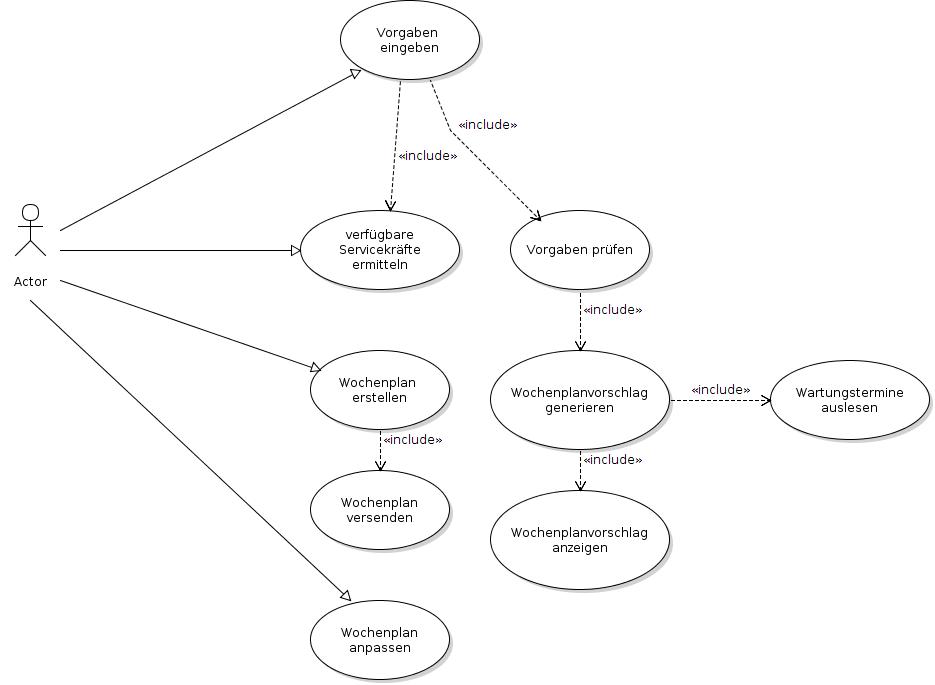 Vorgaben
eingeben
«include»
«include»
verfügbare
Servicekräfte
ermitteln
Vorgaben prüfen
Actor
«include»
Wochenplan
erstellen
Wochenplanvorschlag
generieren
«include»
Wartungstermine
auslesen
«include»
«include»
Wochenplan
versenden
Wochenplanvorschlag
anzeigen
Wochenplan
anpassen